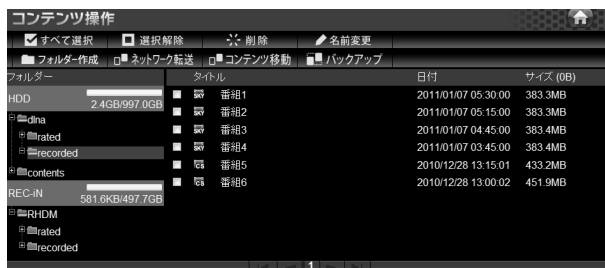 コンテンツ操作
すべて選択 選択解除 削除 名前変更
フォルダー作成 ネットワーク転送 コンテンツ移動 バックアップ
フォルダー タイトル 日付 サイズ (0B)
HDD 2.4GB/997.0GB
dlna
rated
recorded
contents
REC-iN 581.6KB/497.7GB
RHDM
rated
recorded
SKY 番組1 2011/01/07 05:30:00 383.3MB
SKY 番組2 2011/01/07 05:15:00 383.3MB
SKY 番組3 2011/01/07 04:45:00 383.4MB
SKY 番組4 2011/01/07 03:45:00 383.4MB
CS 番組5 2010/12/28 13:15:01 433.2MB
CS 番組6 2010/12/28 13:00:02 451.9MB
1